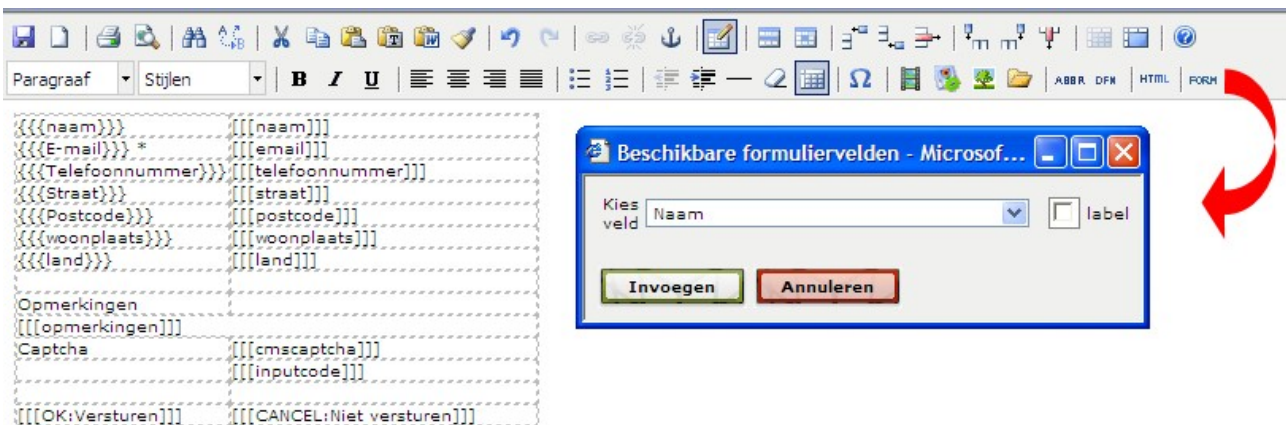 Paragraaf Stijlen B I U ABBR DFN HTML FORM
{{{naam}}} [[[naam]]]
{{{E-mail}}} * [[[email]]]
{{{Telefoonnummer}}} [[[telefoonnummer]]]
{{{Straat}}} [[[straat]]]
{{{Postcode}}} [[[postcode]]]
{{{woonplaats}}} [[[woonplaats]]]
{{{land}}} [[[land]]]
Opmerkingen
[[[opmerkingen]]]
Captcha [[[cmscaptcha]]]
[[[inputcode]]]
[[[OK:Versturen]]] [[[CANCEL:Niet versturen]]]
Beschikbare formuliervelden - Microsof...
Kies veld Naam label
Invoegen Annuleren